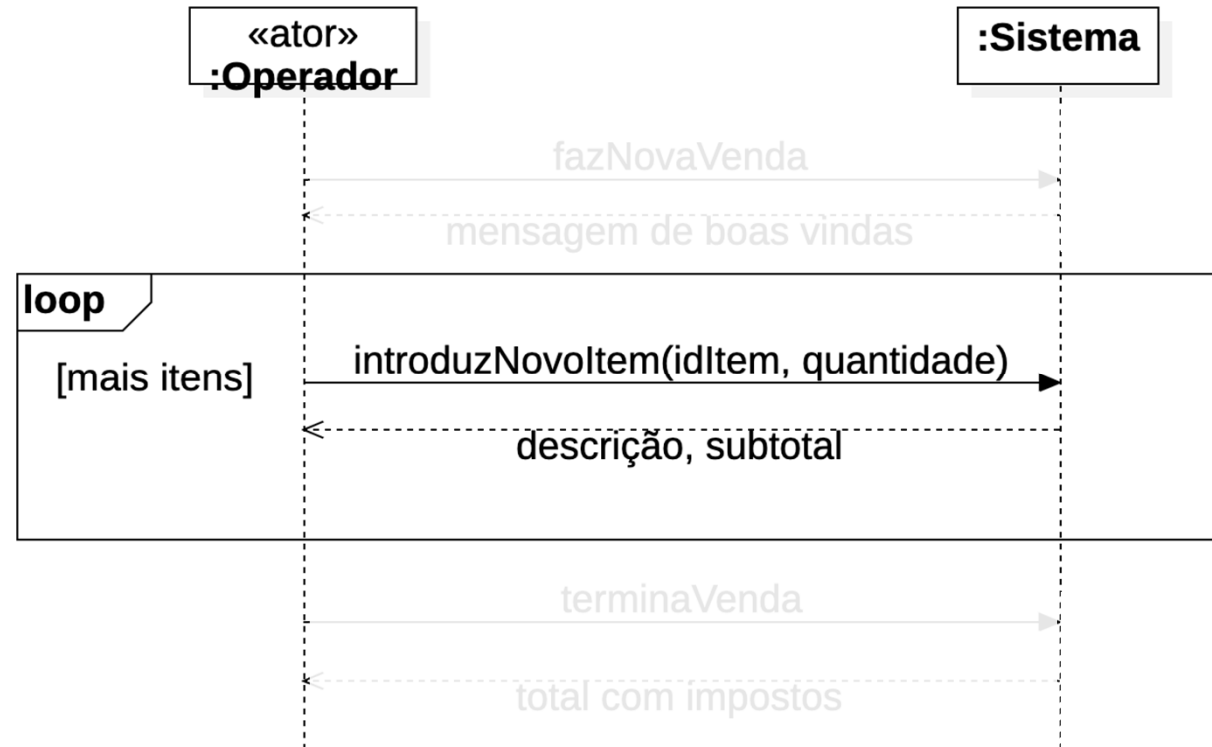 «ator»
:Operador
:Sistema
fazNovaVenda
mensagem de boas vindas
loop
[mais itens]
introduzNovoItem(idItem, quantidade)
descrição, subtotal
terminaVenda
total com impostos